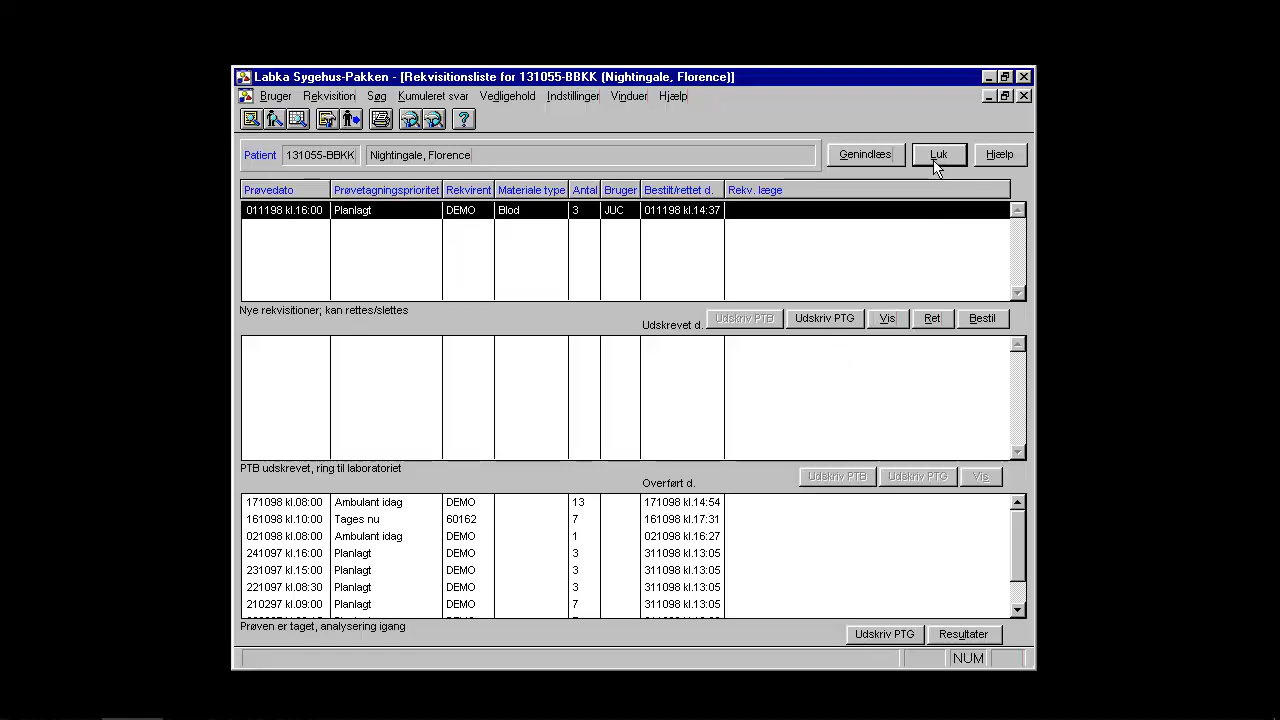 Labka Sygehus-Pakken - [Rekvisitionsliste for 131055-BBKK (Nightingale, Florence)]
Bruger Rekvisition Søg Kumuleret svar Vedligehold Indstillinger Vinduer Hjælp
Patient 131055-BBKK Nightingale, Florence Genindlæs Luk Hjælp
Prøvedato Prøvetagningsprioritet Rekvirent Materiale type Antal Bruger Bestilt/rettet d. Rekv. læge
011198 kl.16:00 Planlagt DEMO Blod 3 JUC 011198 kl.14:37
Nye rekvisitioner; kan rettes/slettes
Udskrevet d. Udskriv PTB Udskriv PTG Vis Ret Bestil
PTB udskrevet, ring til laboratoriet
Overført d. Udskriv PTB Udskriv PTG Vis
171098 kl.08:00 Ambulant idag DEMO 13 171098 kl.14:54
161098 kl.10:00 Tages nu 60162 7 161098 kl.17:31
021098 kl.08:00 Ambulant idag DEMO 1 021098 kl.16:27
241097 kl.16:00 Planlagt DEMO 3 311098 kl.13:05
231097 kl.15:00 Planlagt DEMO 3 311098 kl.13:05
221097 kl.08:30 Planlagt DEMO 3 311098 kl.13:05
210297 kl.09:00 Planlagt DEMO 7 311098 kl.13:05
Prøven er taget, analysering igang
Udskriv PTG Resultater
NUM